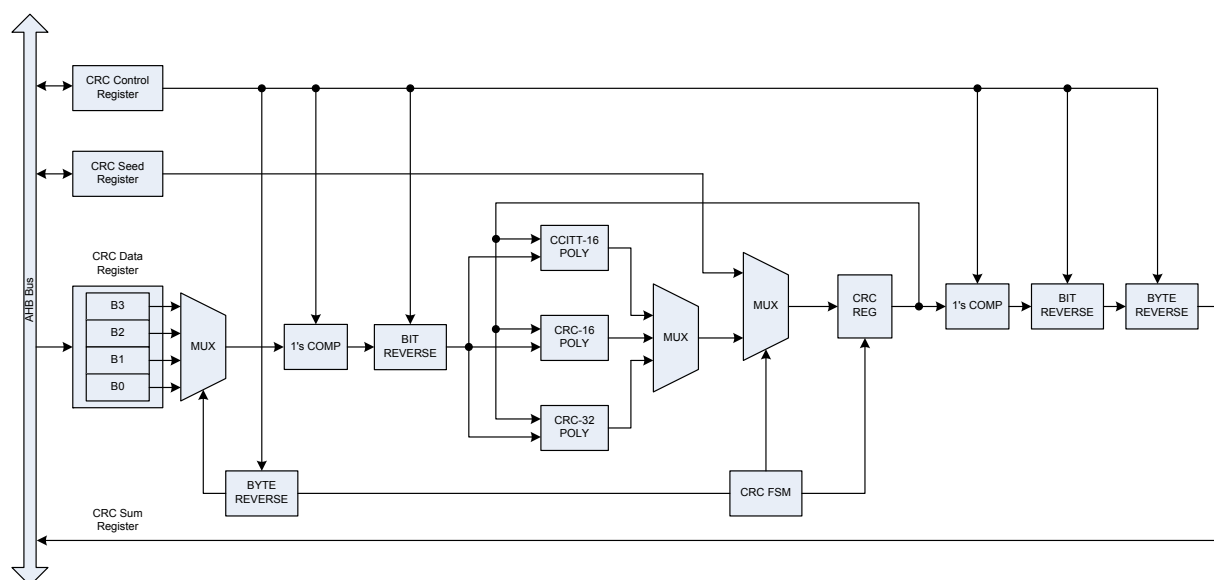 CRC Control
Register
CRC Seed
Register
CRC Data
Register
AHB Bus
B3
B2
B1
B0
MUX
1's COMP
BIT
REVERSE
CCITT-16
POLY
CRC-16
POLY
CRC-32
POLY
MUX
MUX
CRC
REG
1's COMP
BIT
REVERSE
BYTE
REVERSE
BYTE
REVERSE
CRC FSM
CRC Sum
Register